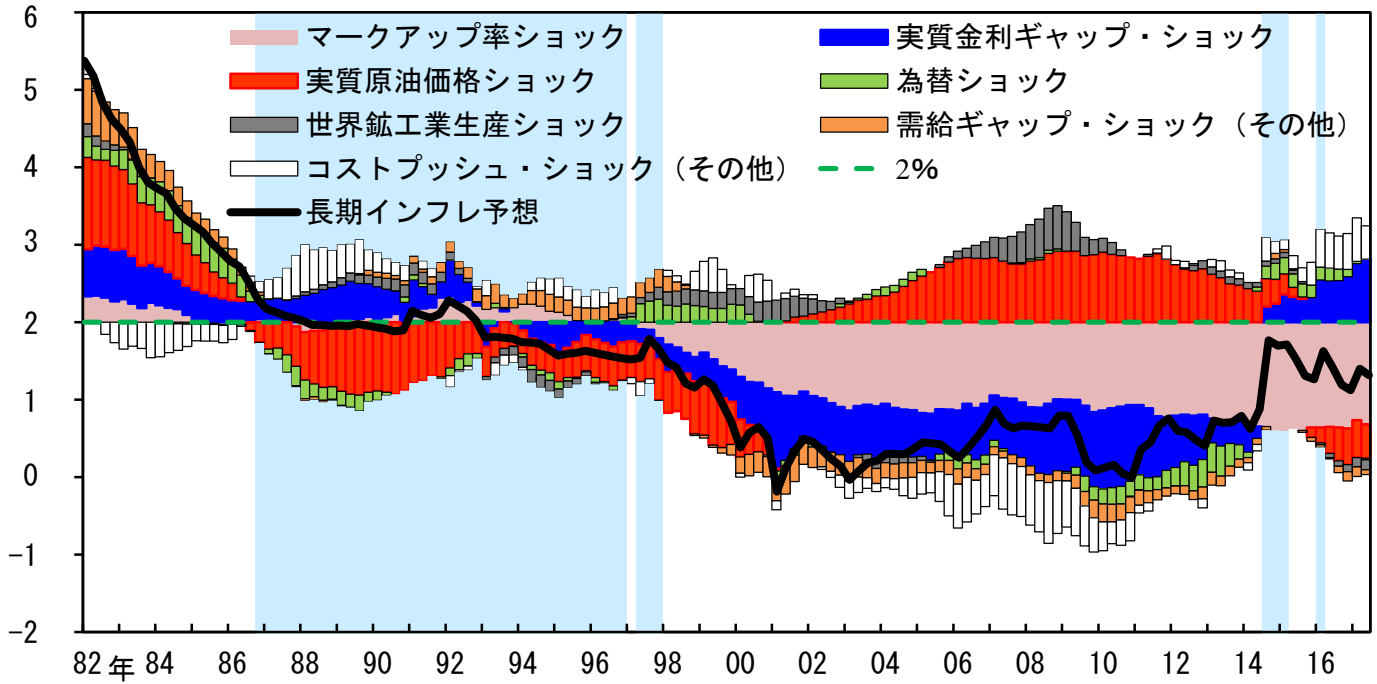 6
5
4
3
2
1
0
−1
−2
マークアップ率ショック
実質金利ギャップ・ショック
実質原油価格ショック
為替ショック
世界鉱工業生産ショック
需給ギャップ・ショック（その他）
コストプッシュ・ショック（その他）
2%
長期インフレ予想
82 年 84 86 88 90 92 94 96 98 00 02 04 06 08 10 12 14 16